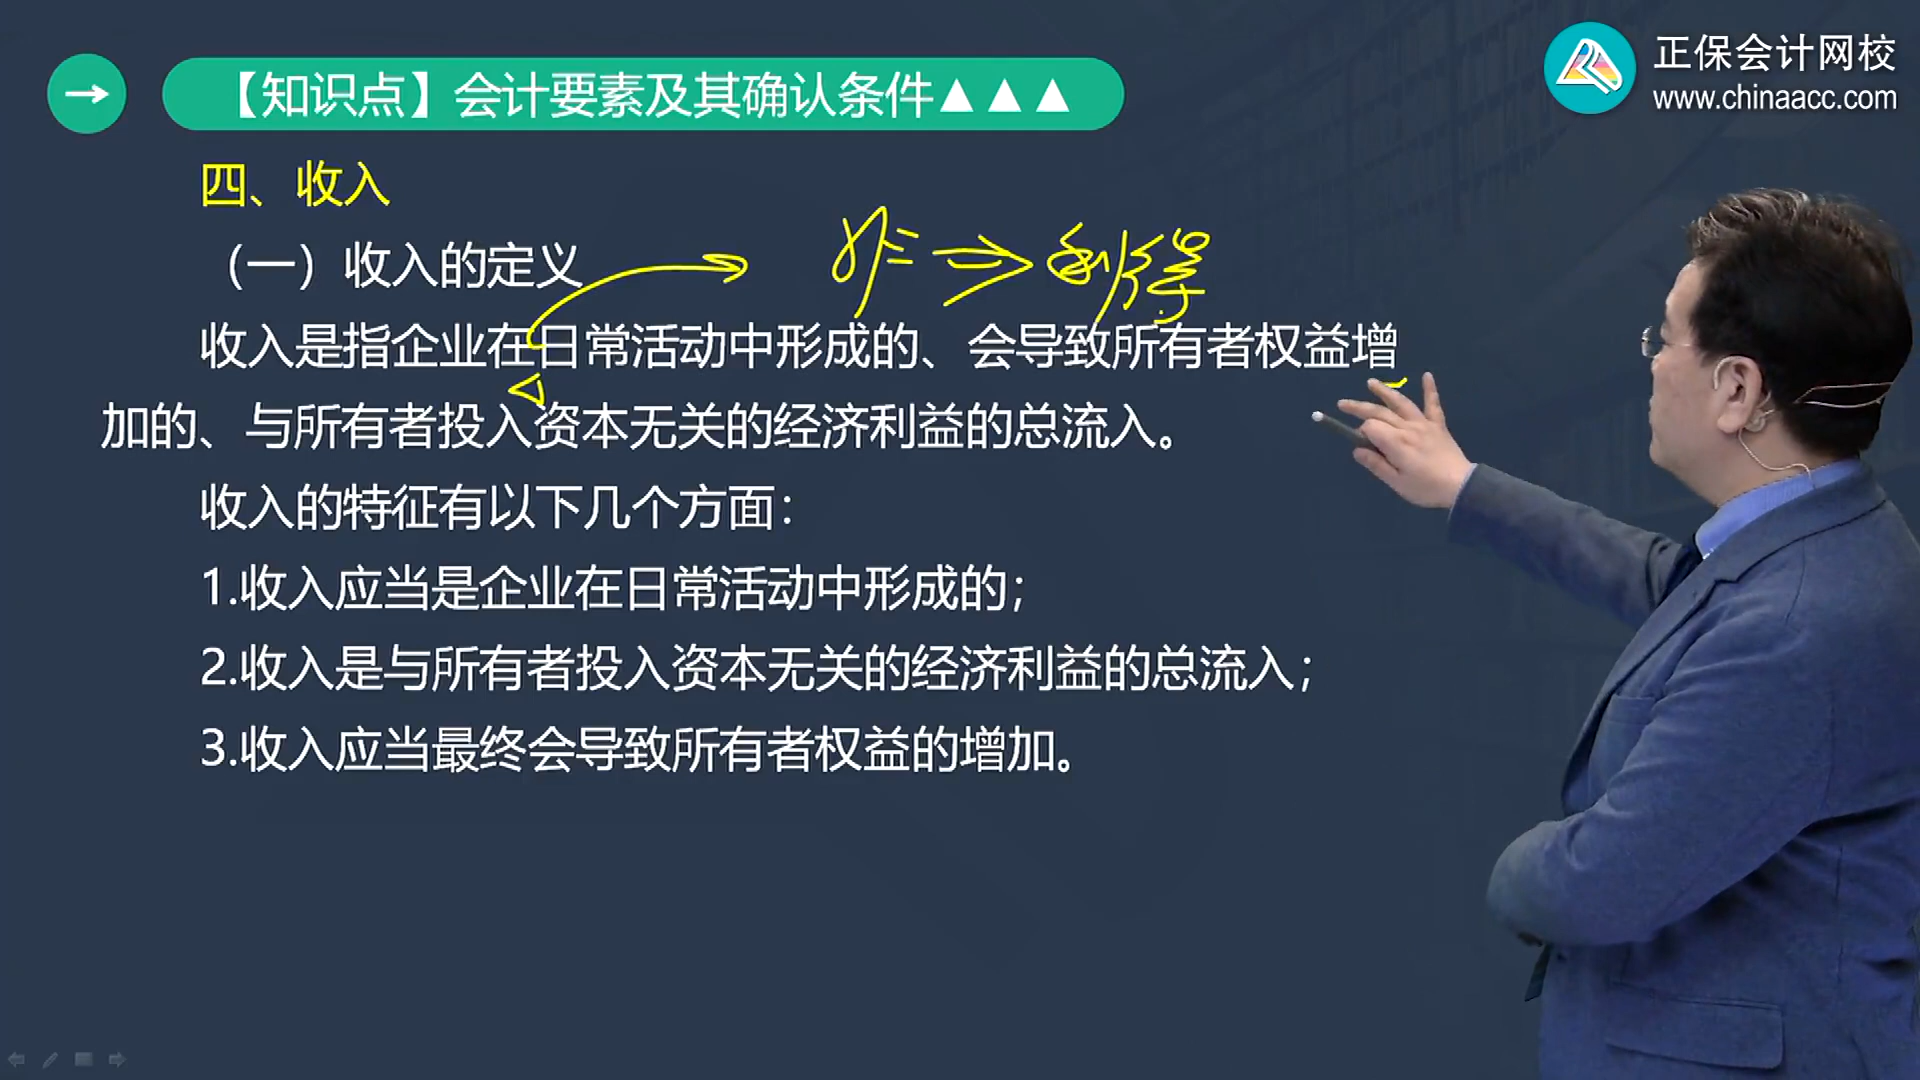 正保会计网校
www.chinaacc.com
【知识点】会计要素及其确认条件▲▲▲
四、收入
（一）收入的定义
非 利得
收入是指企业在日常活动中形成的、会导致所有者权益增
加的、与所有者投入资本无关的经济利益的总流入。
收入的特征有以下几个方面：
1.收入应当是企业在日常活动中形成的；
2.收入是与所有者投入资本无关的经济利益的总流入；
3.收入应当最终会导致所有者权益的增加。